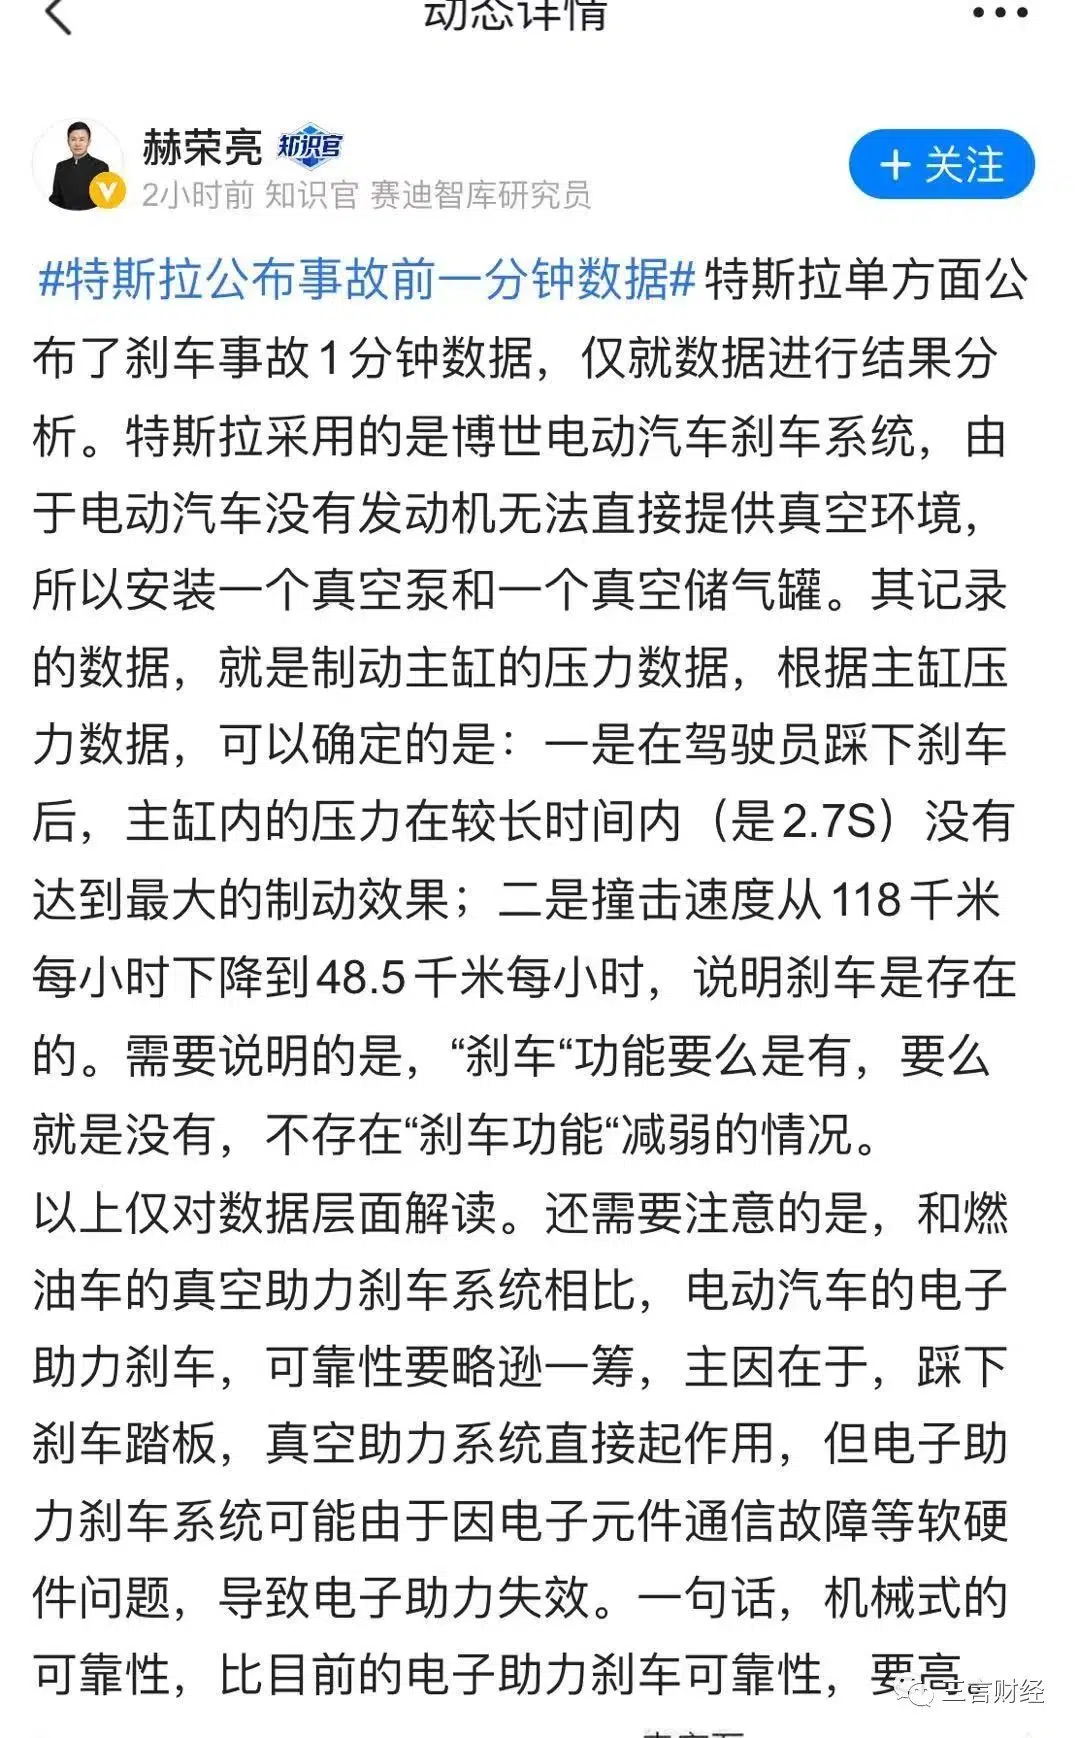 动态详情
赫荣亮 知识官
2小时前 知识官 赛迪智库研究员
+ 关注
#特斯拉公布事故前一分钟数据# 特斯拉单方面公
布了刹车事故1分钟数据，仅就数据进行结果分
析。特斯拉采用的是博世电动汽车刹车系统，由
于电动汽车没有发动机无法直接提供真空环境，
所以安装一个真空泵和一个真空储气罐。其记录
的数据，就是制动主缸的压力数据，根据主缸压
力数据，可以确定的是：一是在驾驶员踩下刹车
后，主缸内的压力在较长时间内（是2.7S）没有
达到最大的制动效果；二是撞击速度从118千米
每小时下降到48.5千米每小时，说明刹车是存在
的。需要说明的是，“刹车“功能要么是有，要么
就是没有，不存在“刹车功能“减弱的情况。
以上仅对数据层面解读。还需要注意的是，和燃
油车的真空助力刹车系统相比，电动汽车的电子
助力刹车，可靠性要略逊一筹，主因在于，踩下
刹车踏板，真空助力系统直接起作用，但电子助
力刹车系统可能由于因电子元件通信故障等软硬
件问题，导致电子助力失效。一句话，机械式的
可靠性，比目前的电子助力刹车可靠性，要高。
三言财经